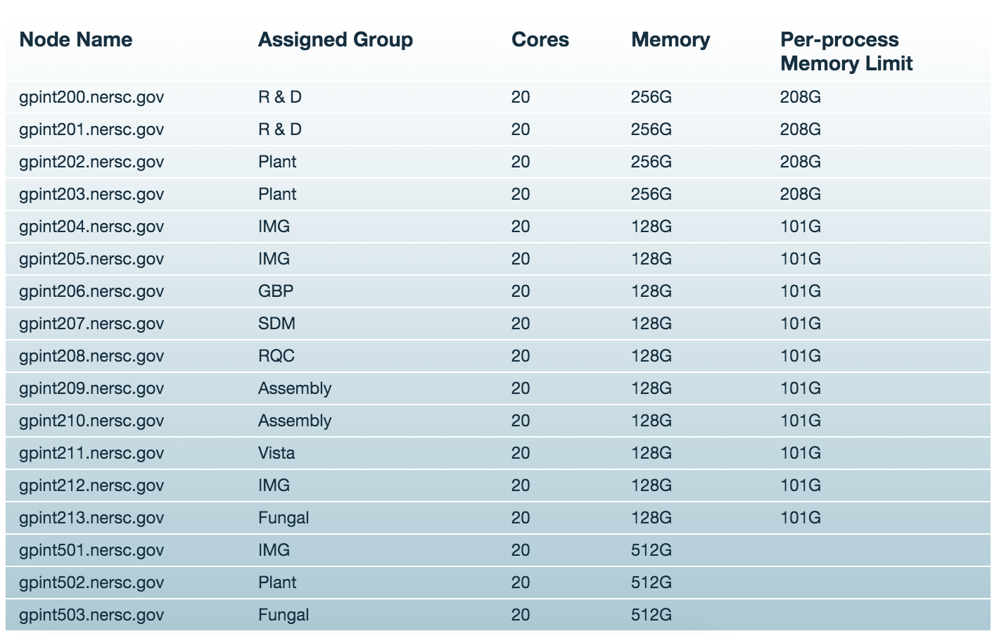 Node Name Assigned Group Cores Memory Per-process
Memory Limit
gpint200.nersc.gov R & D 20 256G 208G
gpint201.nersc.gov R & D 20 256G 208G
gpint202.nersc.gov Plant 20 256G 208G
gpint203.nersc.gov Plant 20 256G 208G
gpint204.nersc.gov IMG 20 128G 101G
gpint205.nersc.gov IMG 20 128G 101G
gpint206.nersc.gov GBP 20 128G 101G
gpint207.nersc.gov SDM 20 128G 101G
gpint208.nersc.gov RQC 20 128G 101G
gpint209.nersc.gov Assembly 20 128G 101G
gpint210.nersc.gov Assembly 20 128G 101G
gpint211.nersc.gov Vista 20 128G 101G
gpint212.nersc.gov IMG 20 128G 101G
gpint213.nersc.gov Fungal 20 128G 101G
gpint501.nersc.gov IMG 20 512G
gpint502.nersc.gov Plant 20 512G
gpint503.nersc.gov Fungal 20 512G